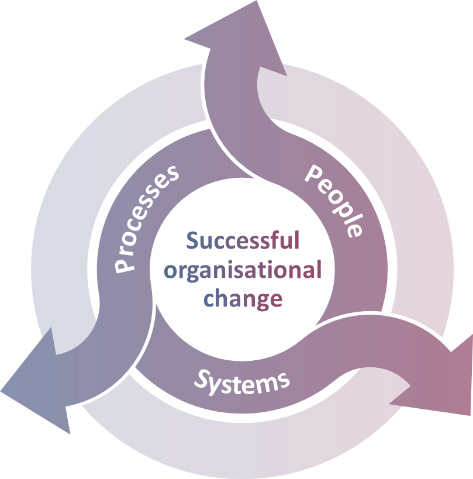 Processes
People
Successful
organisational
change
Systems